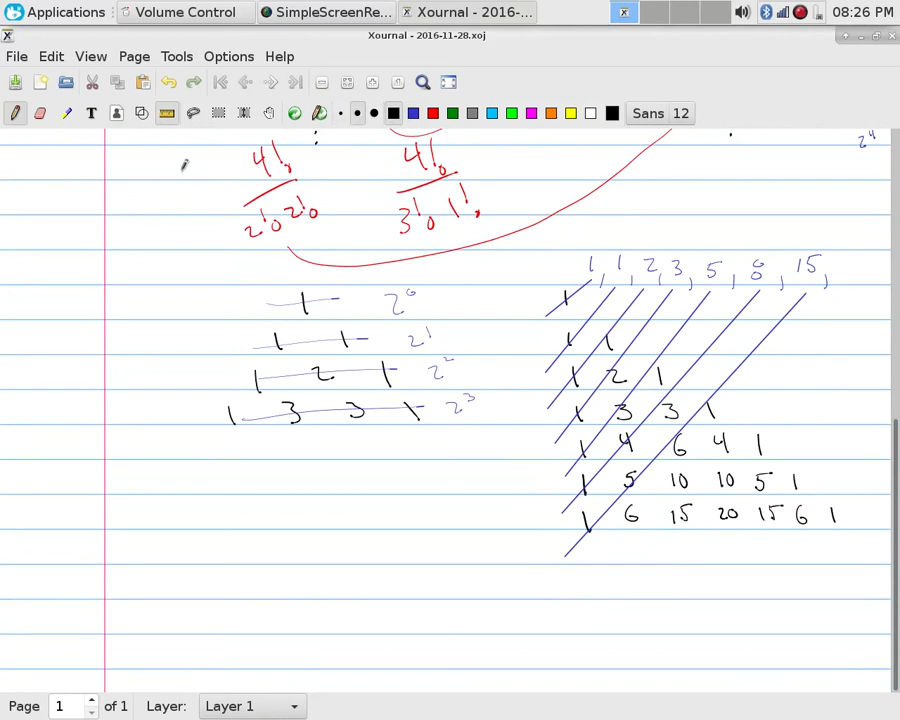 Applications Volume Control SimpleScreenRe... Xournal - 2016-... 08:26 PM
Xournal - 2016-11-28.xoj
File Edit View Page Tools Options Help
T Sans 12
2⁴
4! 4!
2! 2! 3! 1!
1, 1, 2, 3, 5, 8, 15,
1 2⁰
1 1 2¹
1 2 1 2²
1 3 3 1 2³
1
1 1
1 2 1
1 3 3 1
1 4 6 4 1
1 5 10 10 5 1
1 6 15 20 15 6 1
Page 1 of 1 Layer: Layer 1